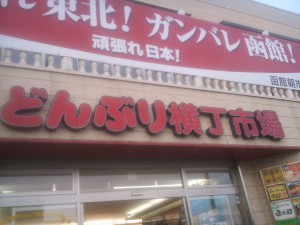 東北！ガンバレ函館！
頑張れ日本！
函館朝市
どんぶり横丁市場